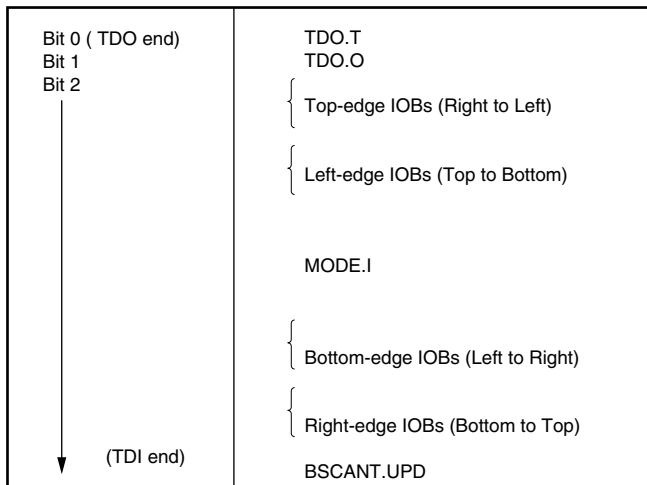 Bit 0 ( TDO end) TDO.T
Bit 1 TDO.O
Bit 2
Top-edge IOBs (Right to Left)
Left-edge IOBs (Top to Bottom)
MODE.I
Bottom-edge IOBs (Left to Right)
Right-edge IOBs (Bottom to Top)
(TDI end)
BSCANT.UPD